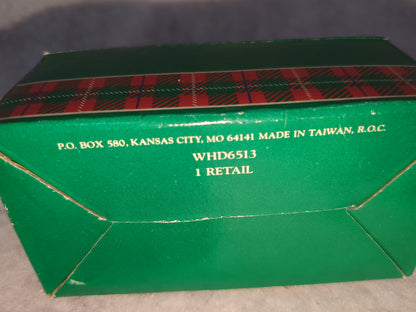 P.O. BOX 580, KANSAS CITY, MO 64141 MADE IN TAIWAN, R.O.C.
WHD6513
1 RETAIL